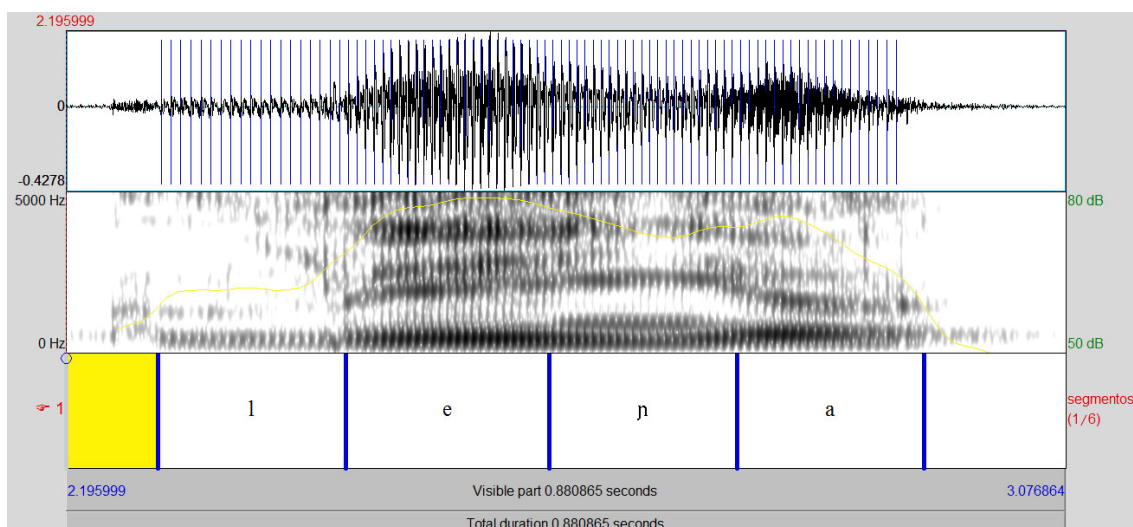 2.195999
0
-0.4278
5000 Hz 80 dB
0 Hz 50 dB
☞ 1 l e ɲ a segmentos
(1/6)
2.195999 Visible part 0.880865 seconds 3.076864
Total duration 0.880865 seconds